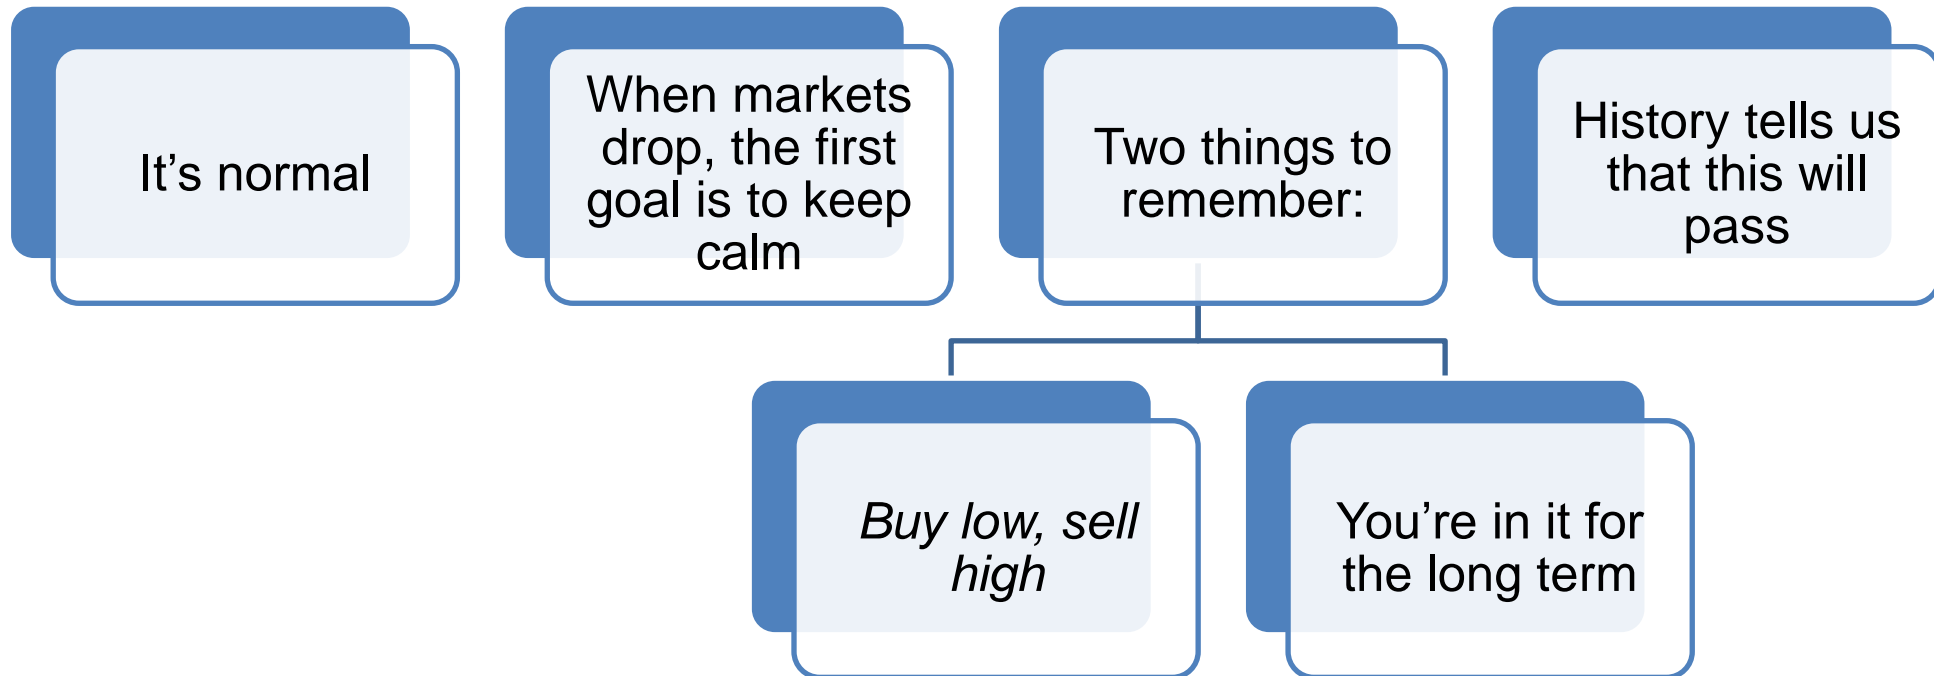 It’s normal
When markets
drop, the first
goal is to keep
calm
Two things to
remember:
History tells us
that this will
pass
Buy low, sell
high
You’re in it for
the long term